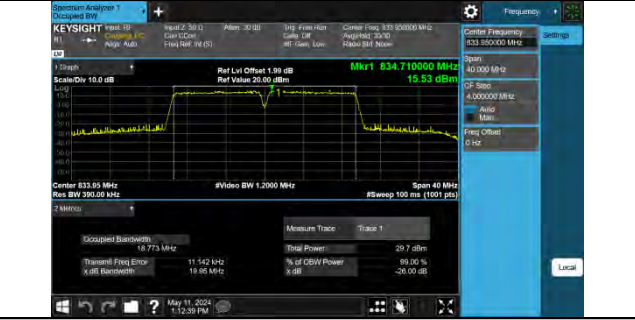 Spectrum Analyzer 1
Occupied BW
+
Frequency
KEYSIGHT Input: RF
Input Z: 50 Ω
Atten: 30 dB
Trig: Free Run
Center Freq: 833.950000 MHz
Coupling: DC
Corr CCorr
Gate: Off
Avg|Hold: 30/30
Align: Auto
Freq Ref: Int (S)
#IF Gain: Low
Radio Std: None
Center Frequency
833.950000 MHz
Settings
Span
40.000 MHz
CF Step
4.000000 MHz
Auto
Man
Freq Offset
0 Hz
1 Graph
Scale/Div 10.0 dB
Ref Lvl Offset 1.99 dB
Ref Value 20.00 dBm
Mkr1 834.710000 MHz
15.53 dBm
Log
1
Center 833.95 MHz
#Video BW 1.2000 MHz
Span 40 MHz
Res BW 390.00 kHz
#Sweep 100 ms (1001 pts)
2 Metrics
Measure Trace
Trace 1
Occupied Bandwidth
18.773 MHz
Total Power
29.7 dBm
Transmit Freq Error
11.142 kHz
% of OBW Power
99.00 %
x dB Bandwidth
19.95 MHz
x dB
-26.00 dB
Local
?
May 11, 2024
1:12:39 PM